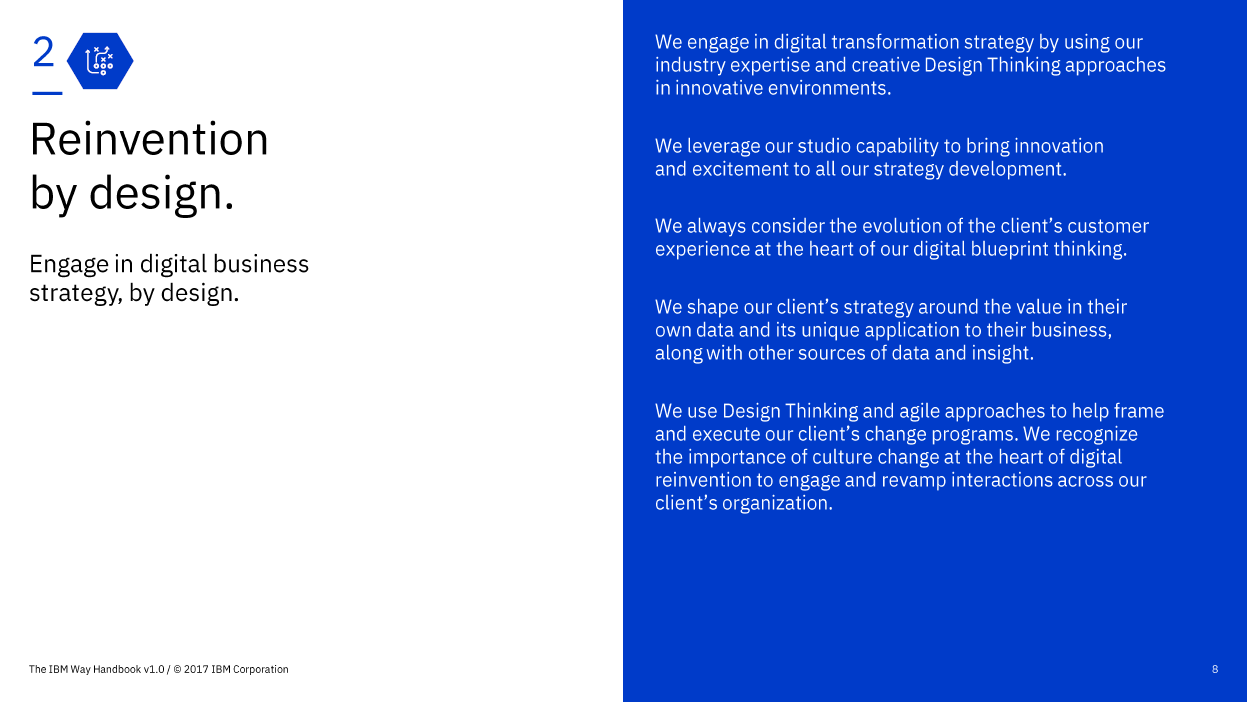 2
Reinvention
by design.
Engage in digital business
strategy, by design.
We engage in digital transformation strategy by using our
industry expertise and creative Design Thinking approaches
in innovative environments.
We leverage our studio capability to bring innovation
and excitement to all our strategy development.
We always consider the evolution of the client’s customer
experience at the heart of our digital blueprint thinking.
We shape our client’s strategy around the value in their
own data and its unique application to their business,
along with other sources of data and insight.
We use Design Thinking and agile approaches to help frame
and execute our client’s change programs. We recognize
the importance of culture change at the heart of digital
reinvention to engage and revamp interactions across our
client’s organization.
The IBM Way Handbook v1.0 / © 2017 IBM Corporation
8